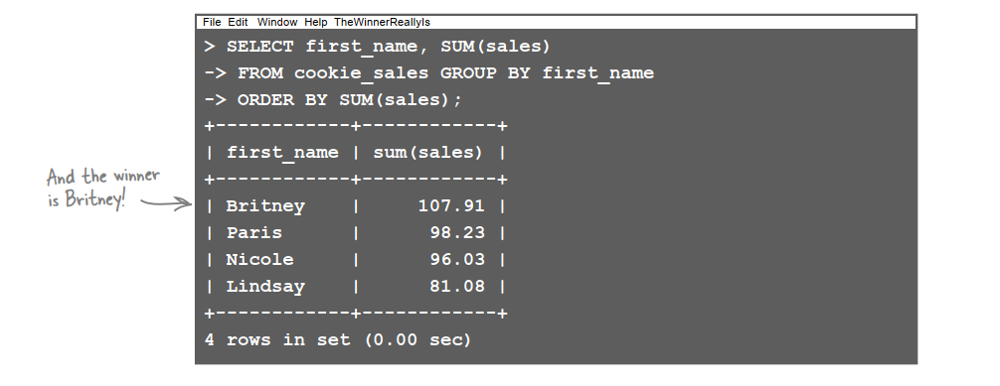 File Edit Window Help TheWinnerReallyIs
> SELECT first_name, SUM(sales)
-> FROM cookie_sales GROUP BY first_name
-> ORDER BY SUM(sales);
+------------+------------+
| first_name | sum(sales) |
+------------+------------+
And the winner
is Britney!
| Britney    |     107.91 |
| Paris      |      98.23 |
| Nicole     |      96.03 |
| Lindsay    |      81.08 |
+------------+------------+
4 rows in set (0.00 sec)